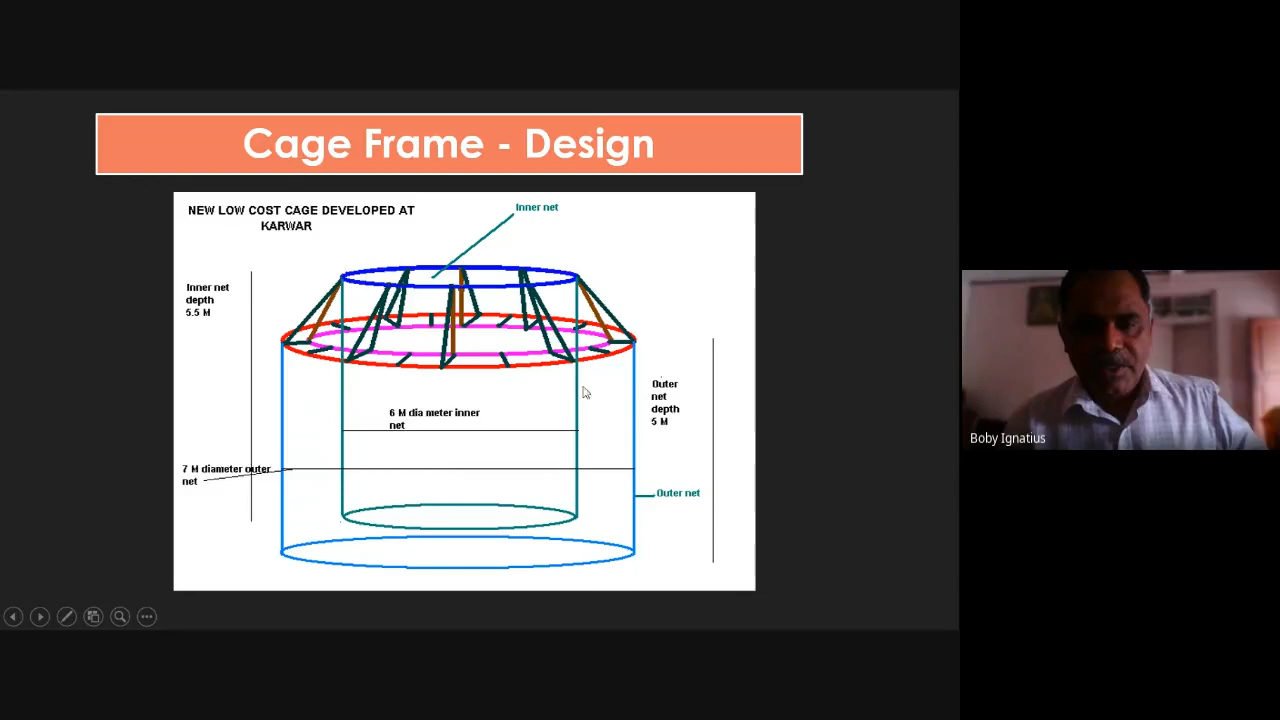 Cage Frame - Design
NEW LOW COST CAGE DEVELOPED AT
KARWAR
Inner net
Inner net
depth
5.5 M
Outer
net
depth
5 M
6 M dia meter inner
net
7 M diameter outer
net
Outer net
Boby Ignatius